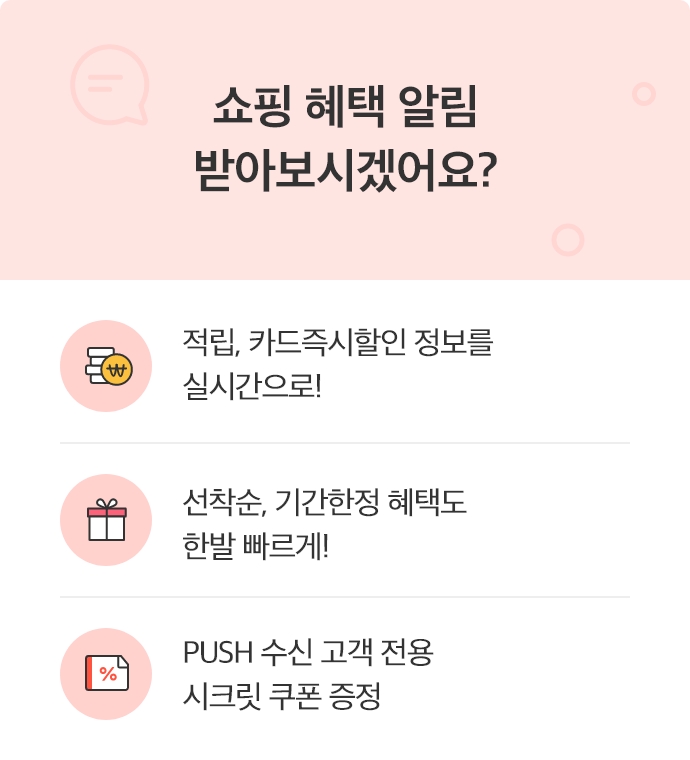 쇼핑 혜택 알림
받아보시겠어요?
적립, 카드즉시할인 정보를
실시간으로!
선착순, 기간한정 혜택도
한발 빠르게!
PUSH 수신 고객 전용
시크릿 쿠폰 증정